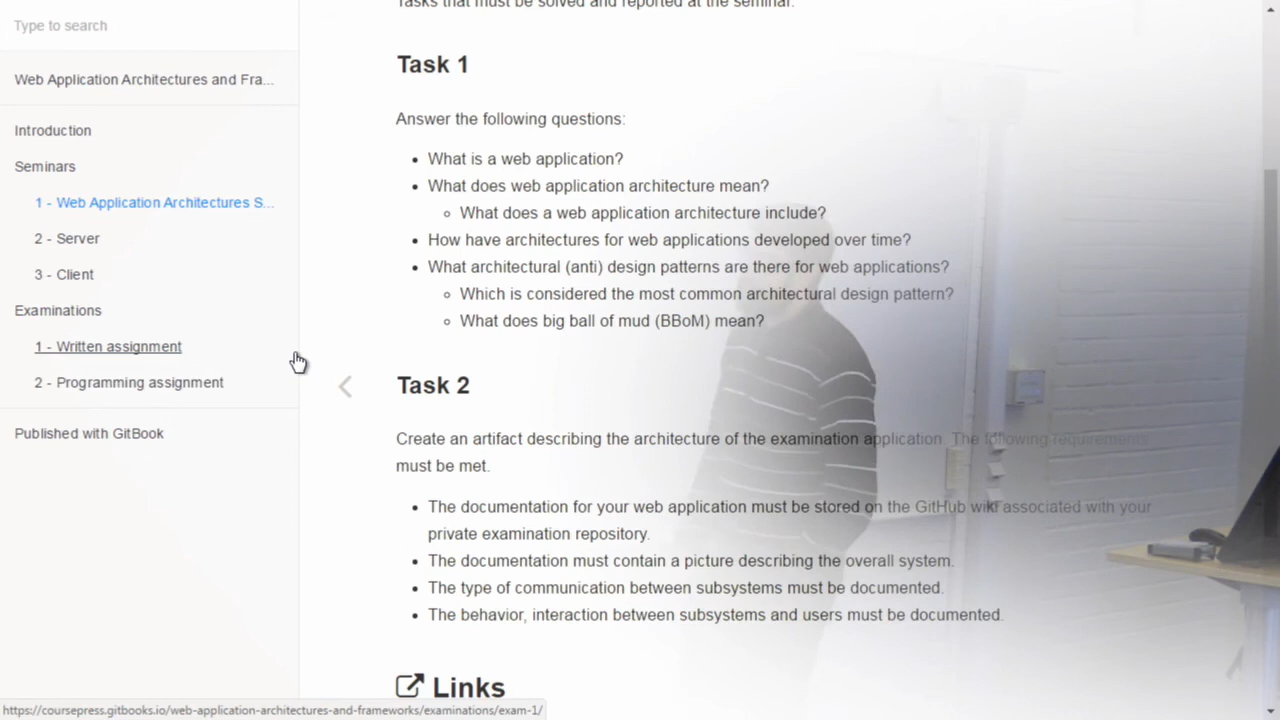 Type to search
Web Application Architectures and Fra...
Introduction
Seminars
1 - Web Application Architectures S...
2 - Server
3 - Client
Examinations
1 - Written assignment
2 - Programming assignment
Published with GitBook
Tasks that must be solved and reported at the seminar.
Task 1
Answer the following questions:
What is a web application?
What does web application architecture mean?
What does a web application architecture include?
How have architectures for web applications developed over time?
What architectural (anti) design patterns are there for web applications?
Which is considered the most common architectural design pattern?
What does big ball of mud (BBoM) mean?
Task 2
Create an artifact describing the architecture of the examination application. The following requirements
must be met.
The documentation for your web application must be stored on the GitHub wiki associated with your
private examination repository.
The documentation must contain a picture describing the overall system.
The type of communication between subsystems must be documented.
The behavior, interaction between subsystems and users must be documented.
Links
https://coursepress.gitbooks.io/web-application-architectures-and-frameworks/examinations/exam-1/